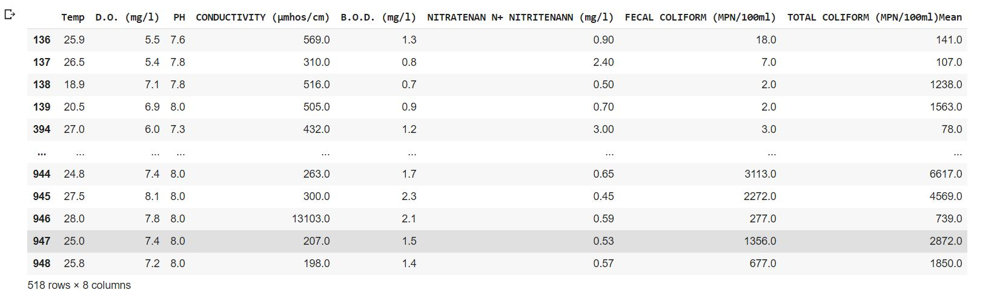 Temp D.O. (mg/l) PH CONDUCTIVITY (µmhos/cm) B.O.D. (mg/l) NITRATENAN N+ NITRITENANN (mg/l) FECAL COLIFORM (MPN/100ml) TOTAL COLIFORM (MPN/100ml)Mean
136 25.9 5.5 7.6 569.0 1.3 0.90 18.0 141.0
137 26.5 5.4 7.8 310.0 0.8 2.40 7.0 107.0
138 18.9 7.1 7.8 516.0 0.7 0.50 2.0 1238.0
139 20.5 6.9 8.0 505.0 0.9 0.70 2.0 1563.0
394 27.0 6.0 7.3 432.0 1.2 3.00 3.0 78.0
... ... ... ... ... ... ... ... ...
944 24.8 7.4 8.0 263.0 1.7 0.65 3113.0 6617.0
945 27.5 8.1 8.0 300.0 2.3 0.45 2272.0 4569.0
946 28.0 7.8 8.0 13103.0 2.1 0.59 277.0 739.0
947 25.0 7.4 8.0 207.0 1.5 0.53 1356.0 2872.0
948 25.8 7.2 8.0 198.0 1.4 0.57 677.0 1850.0
518 rows × 8 columns